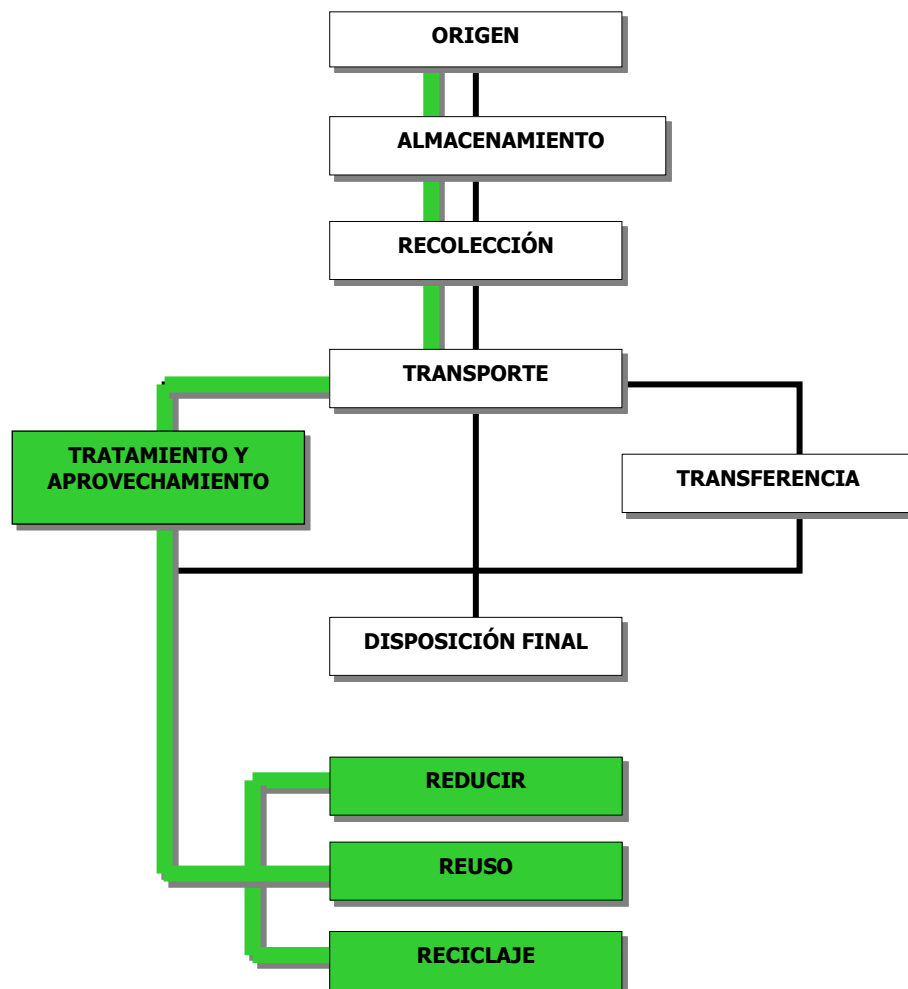 ORIGEN
ALMACENAMIENTO
RECOLECCIÓN
TRANSPORTE
TRATAMIENTO Y
APROVECHAMIENTO
TRANSFERENCIA
DISPOSICIÓN FINAL
REDUCIR
REUSO
RECICLAJE